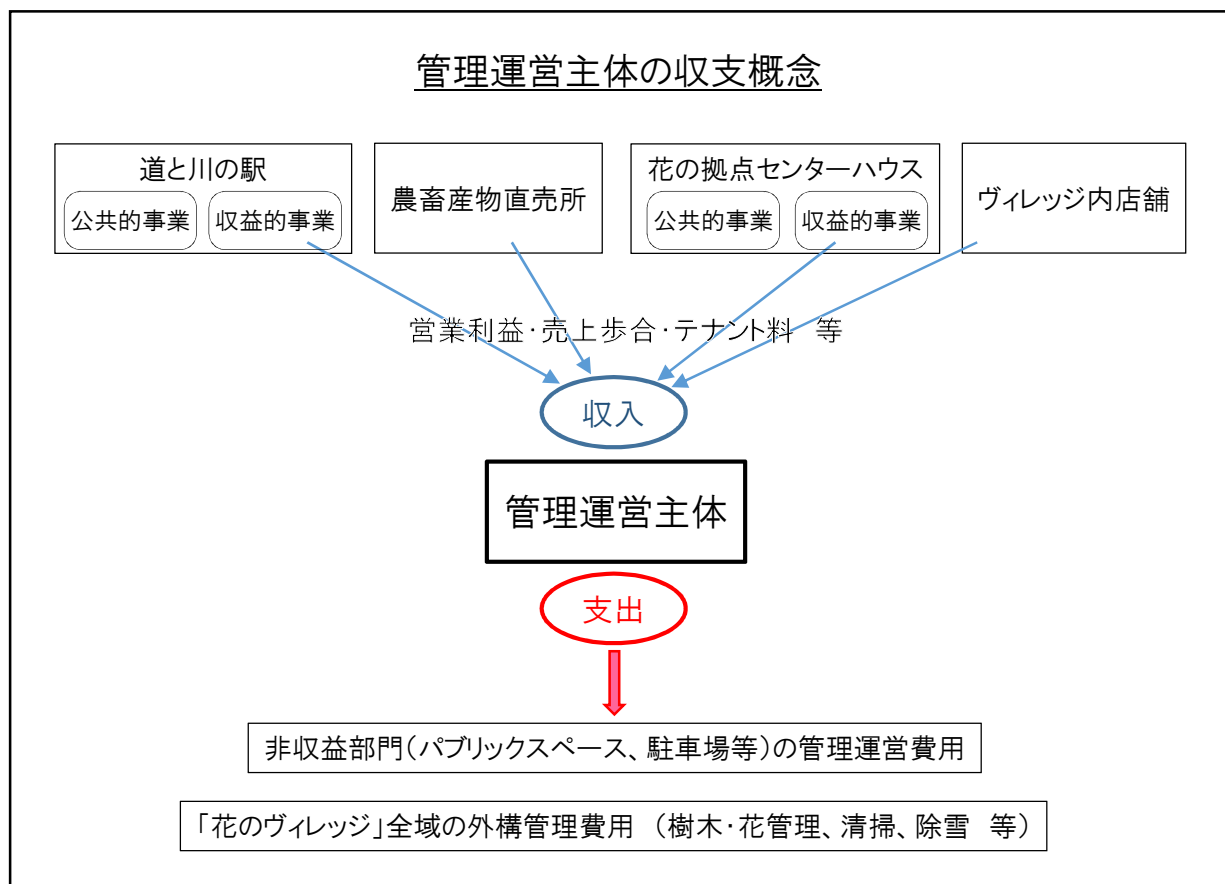 管理運営主体の収支概念
道と川の駅
公共的事業
収益的事業
農畜産物直売所
花の拠点センターハウス
公共的事業
収益的事業
ヴィレッジ内店舗
営業利益・売上歩合・テナント料　等
収入
管理運営主体
支出
非収益部門(パブリックスペース、駐車場等)の管理運営費用
「花のヴィレッジ」全域の外構管理費用　(樹木・花管理、清掃、除雪　等)